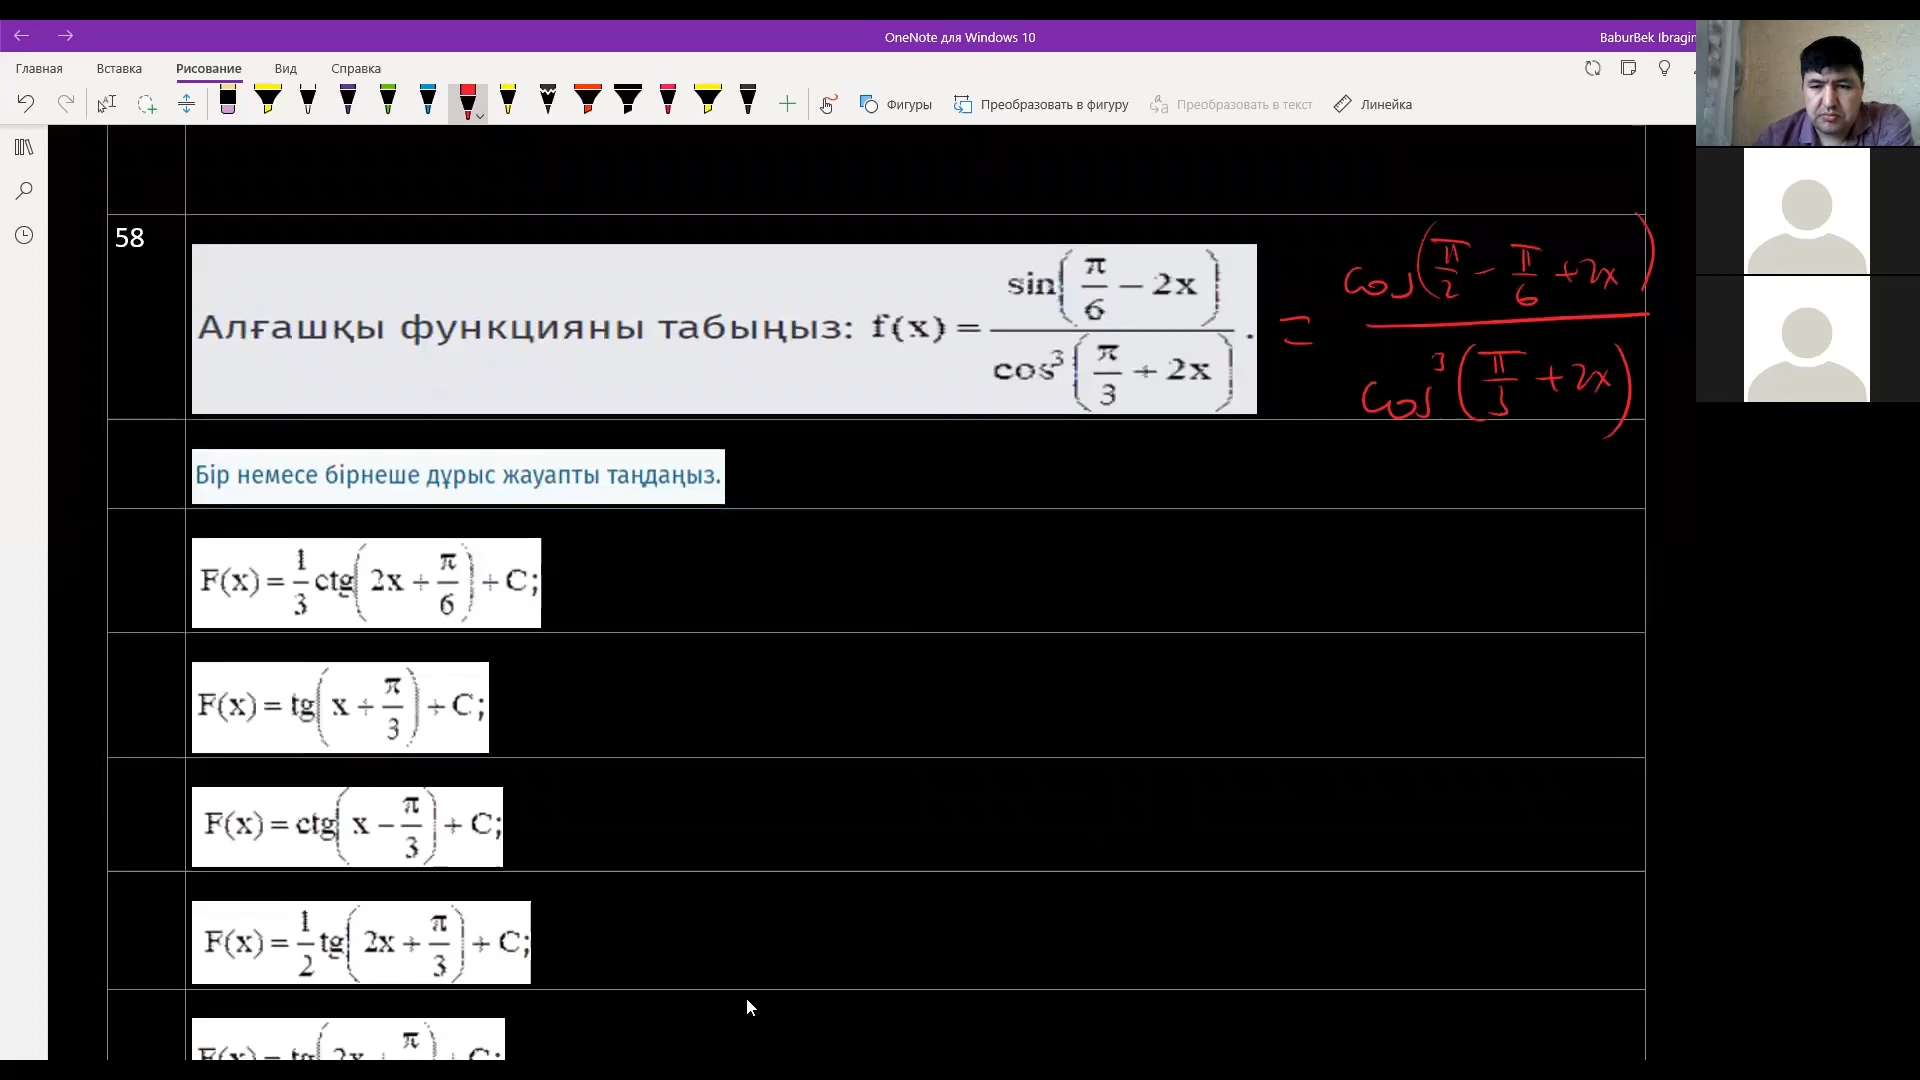 OneNote для Windows 10
BaburBek Ibragim
Главная Вставка Рисование Вид Справка
Фигуры Преобразовать в фигуру Преобразовать в текст Линейка
58
Алғашқы функцияны табыңыз: f(x) = sin(π/6 − 2x) / cos³(π/3 + 2x). = cos(π/2 − π/6 + 2x) / cos³(π/3 + 2x)
Бір немесе бірнеше дұрыс жауапты таңдаңыз.
F(x) = 1/3 ctg(2x + π/6) + C;
F(x) = tg(x + π/3) + C;
F(x) = ctg(x − π/3) + C;
F(x) = 1/2 tg(2x + π/3) + C;